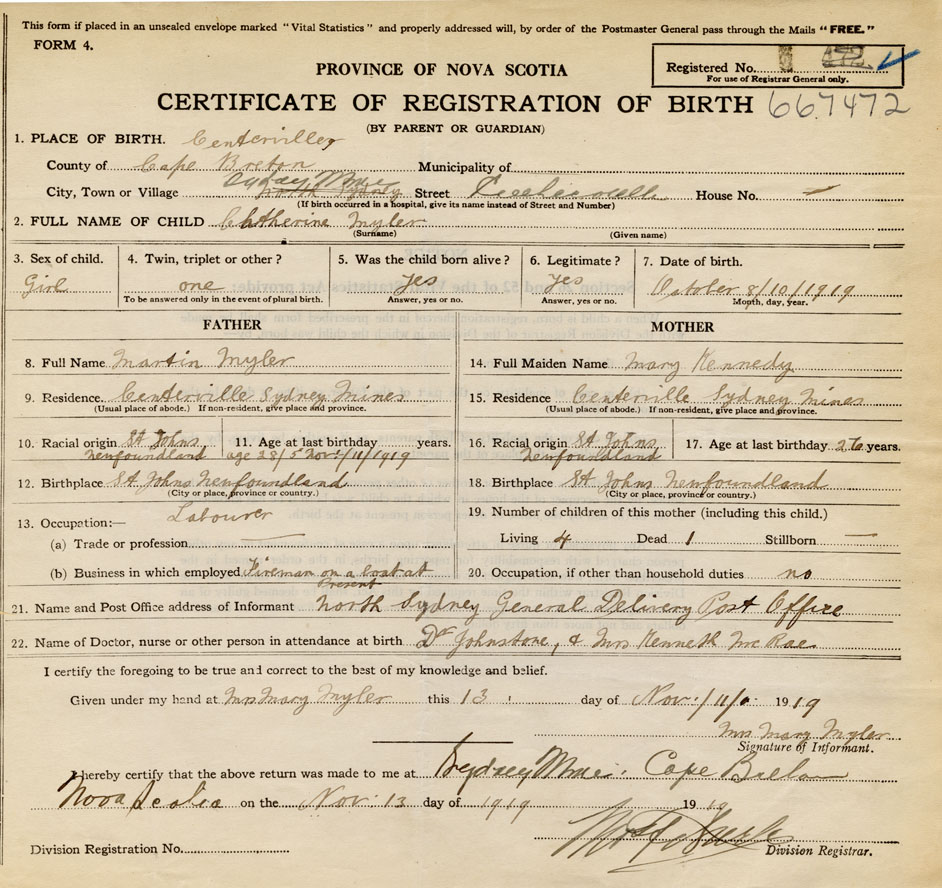 This form if placed in an unsealed envelope marked "Vital Statistics" and properly addressed will, by order of the Postmaster General pass through the Mails "FREE."
FORM 4.
Registered No.
For use of Registrar General only.
PROVINCE OF NOVA SCOTIA
CERTIFICATE OF REGISTRATION OF BIRTH 667472
(BY PARENT OR GUARDIAN)
1. PLACE OF BIRTH. Centerville
County of Cape Breton Municipality of
City, Town or Village Sydney Mine North Sydney Street House No. —
(If birth occurred in a hospital, give its name instead of Street and Number)
2. FULL NAME OF CHILD Chatherine Myler
(Surname) (Given name)
3. Sex of child. 4. Twin, triplet or other? 5. Was the child born alive? 6. Legitimate? 7. Date of birth.
Girl one yes yes October 8/10/1919
To be answered only in the event of plural birth. Answer, yes or no. Answer, yes or no. Month, day, year.
FATHER MOTHER
8. Full Name Martin Myler 14. Full Maiden Name Mary Kennedy
9. Residence. Centerville Sydney Mines 15. Residence Centerville Sydney Mines
(Usual place of abode.) If non-resident, give place and province. (Usual place of abode.) If non-resident, give place and province.
10. Racial origin St Johns 11. Age at last birthday years. 16. Racial origin St Johns 17. Age at last birthday 26 years.
Newfoundland age 28/5 Nov:/11/1919 Newfoundland
12. Birthplace St Johns Newfoundland 18. Birthplace St Johns Newfoundland
(City or place, province or country.) (City or place, province or country.)
13. Occupation:— Labourer 19. Number of children of this mother (including this child.)
(a) Trade or profession — Living 4 Dead 1 Stillborn —
(b) Business in which employed Fireman on a boat at Present 20. Occupation, if other than household duties no
21. Name and Post Office address of Informant North Sydney General Delivery Post Office
22. Name of Doctor, nurse or other person in attendance at birth Dr Johnstone, & Mrs Kenneth McRae
I certify the foregoing to be true and correct to the best of my knowledge and belief.
Given under my hand at Mrs Mary Myler this 13 day of Nov:/11/ 1919
Mrs Mary Myler
Signature of Informant.
I hereby certify that the above return was made to me at Sydney Mine. Cape Breton
Nova Scotia on the Nov. 13 day of 1919 1919
Division Registration No. Division Registrar.